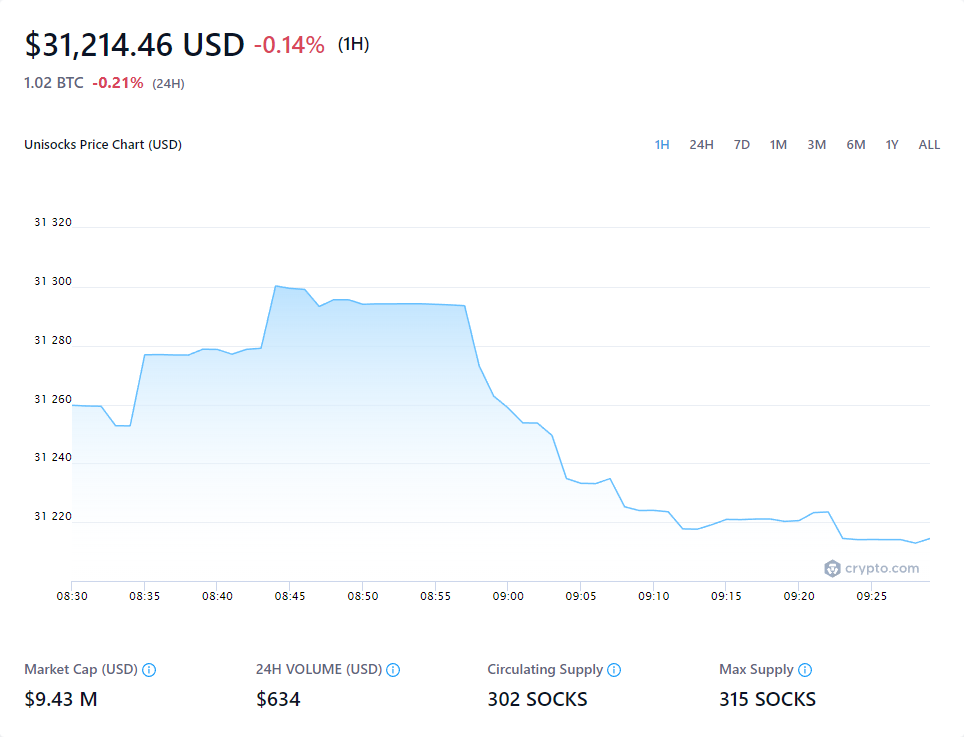 $31,214.46 USD -0.14% (1H)
1.02 BTC -0.21% (24H)
Unisocks Price Chart (USD) 1H 24H 7D 1M 3M 6M 1Y ALL
31 320
31 300
31 280
31 260
31 240
31 220
crypto.com
08:30 08:35 08:40 08:45 08:50 08:55 09:00 09:05 09:10 09:15 09:20 09:25
Market Cap (USD) 24H VOLUME (USD) Circulating Supply Max Supply
$9.43 M $634 302 SOCKS 315 SOCKS